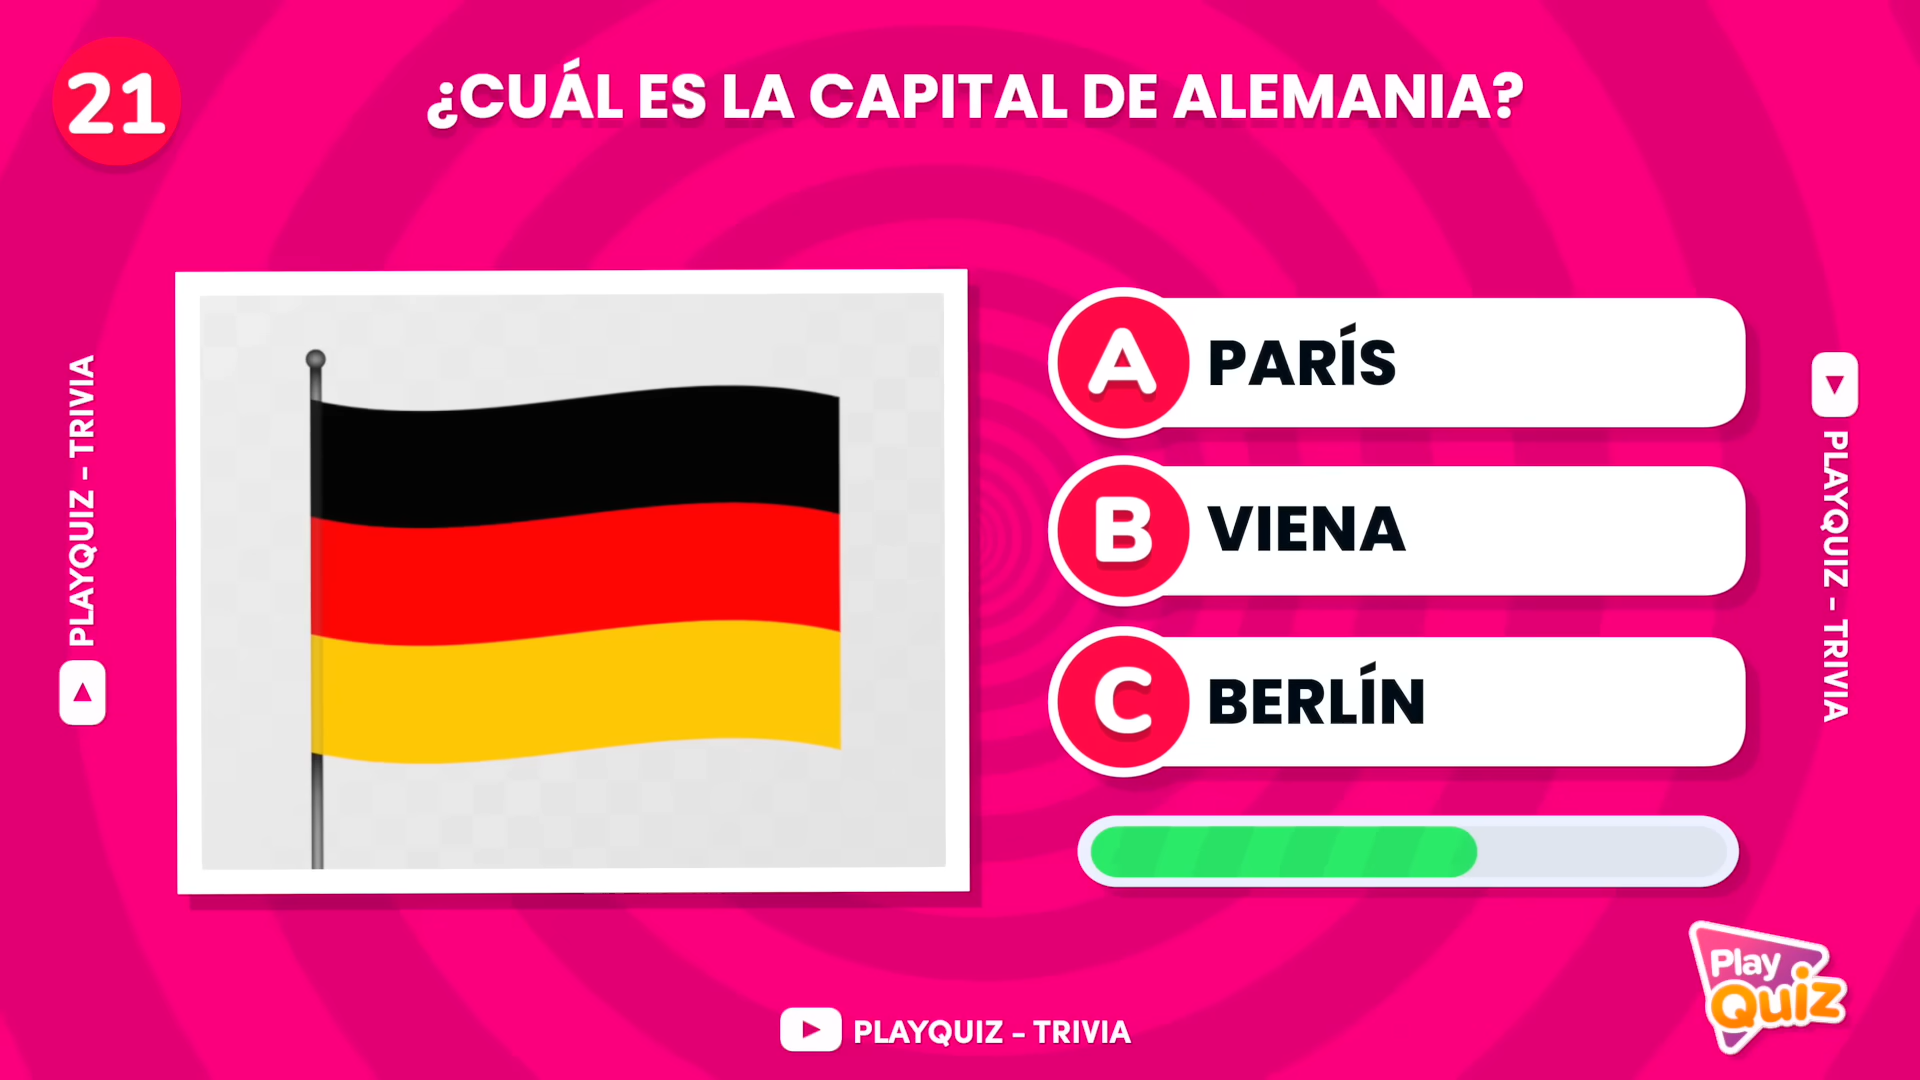 21
¿CUÁL ES LA CAPITAL DE ALEMANIA?
PLAYQUIZ - TRIVIA
A PARÍS
B VIENA
C BERLÍN
PLAYQUIZ - TRIVIA
Play
Quiz
PLAYQUIZ - TRIVIA